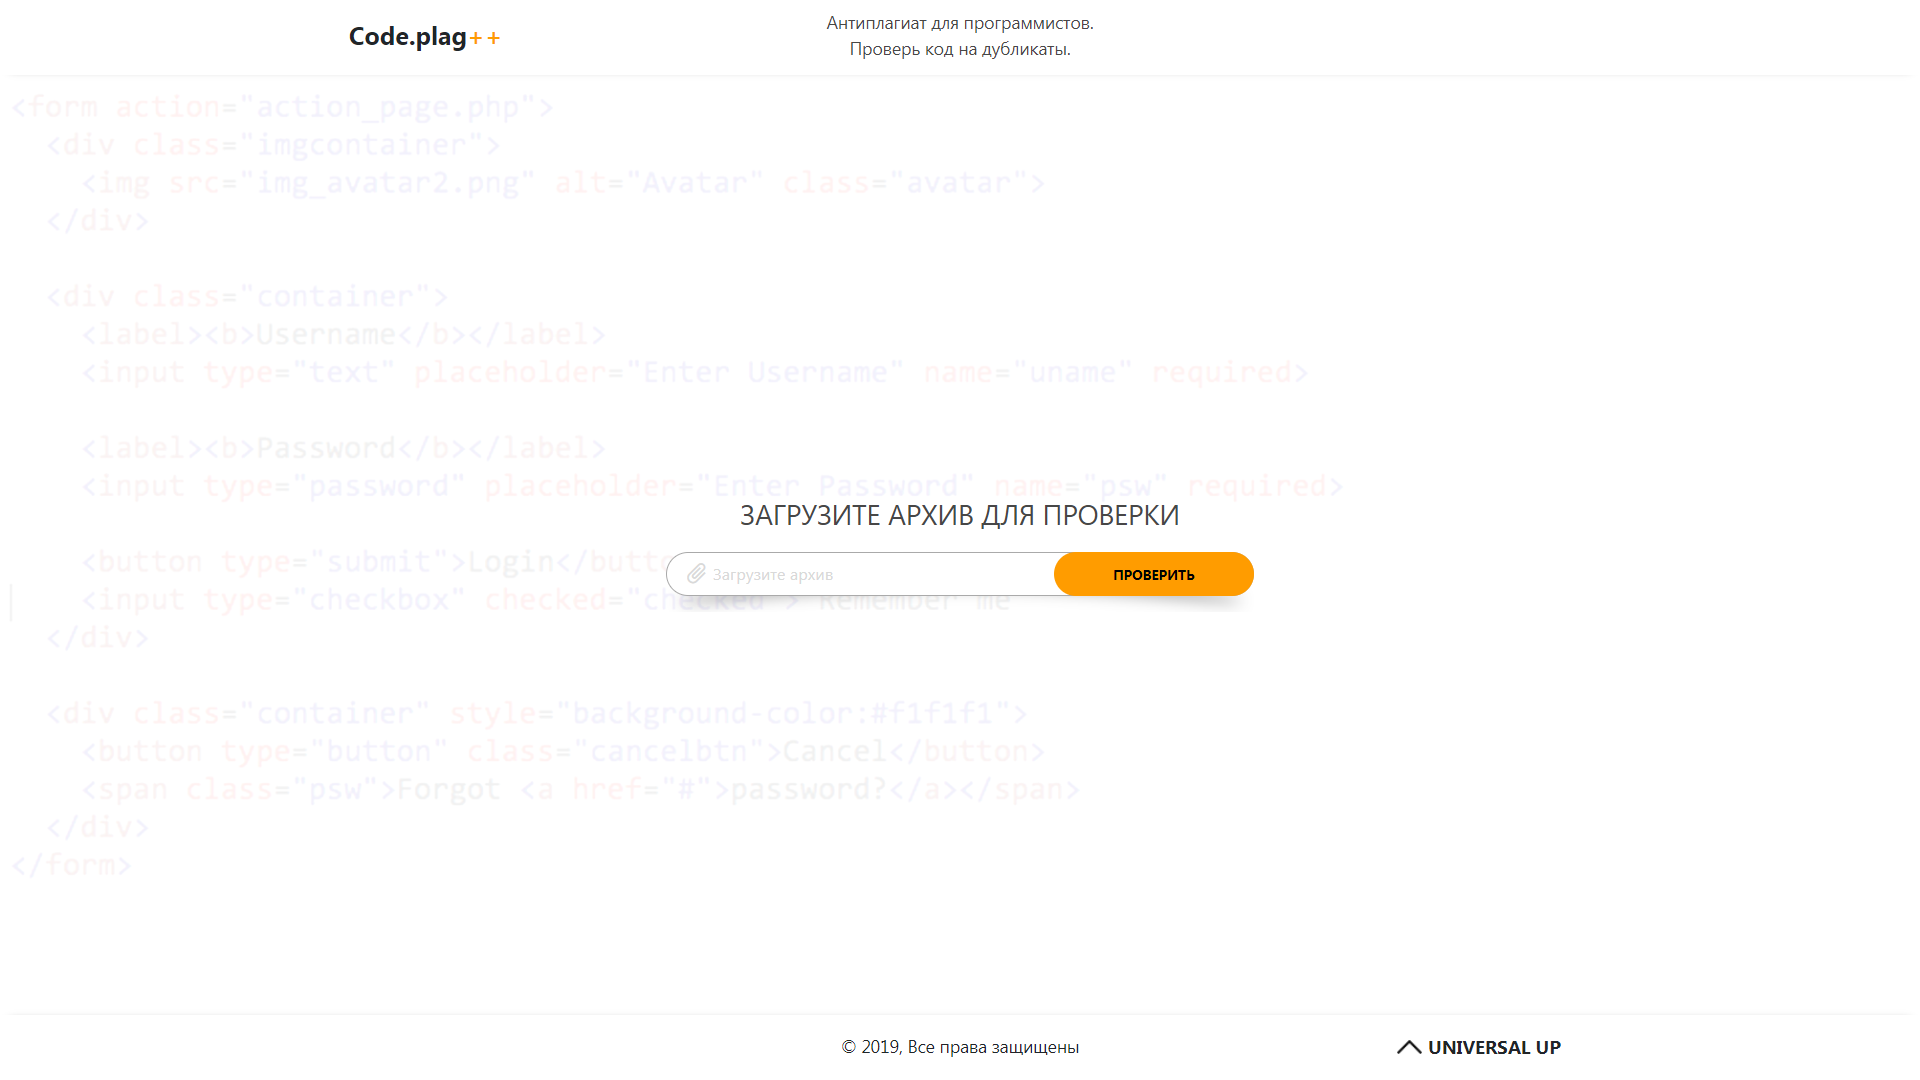 Code.plag++
Антиплагиат для программистов.
Проверь код на дубликаты.
<form action="action_page.php">
<div class="imgcontainer">
<img src="img_avatar2.png" alt="Avatar" class="avatar">
</div>
<div class="container">
<label><b>Username</b></label>
<input type="text" placeholder="Enter Username" name="uname" required>
<label><b>Password</b></label>
<input type="password" placeholder="Enter Password" name="psw" required>
ЗАГРУЗИТЕ АРХИВ ДЛЯ ПРОВЕРКИ
<button type="submit">Login</butto
Загрузите архив
ПРОВЕРИТЬ
<input type="checkbox" checked="checked"> Remember me
</div>
<div class="container" style="background-color:#f1f1f1">
<button type="button" class="cancelbtn">Cancel</button>
<span class="psw">Forgot <a href="#">password?</a></span>
</div>
</form>
© 2019, Все права защищены
UNIVERSAL UP